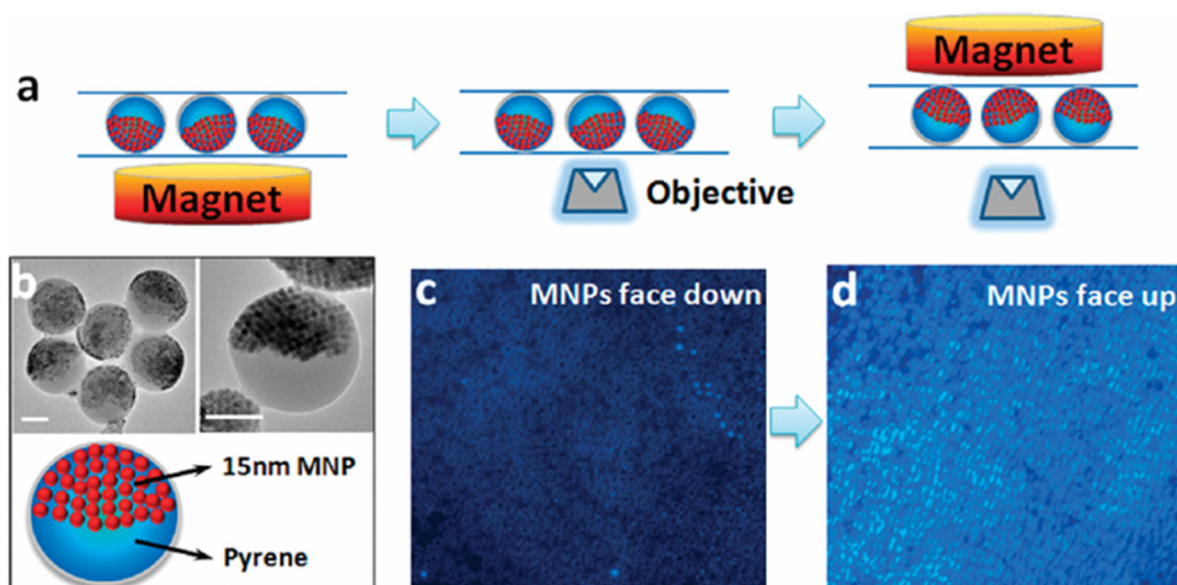 a
Magnet
Objective
Magnet
b
15nm MNP
Pyrene
c
MNPs face down
d
MNPs face up